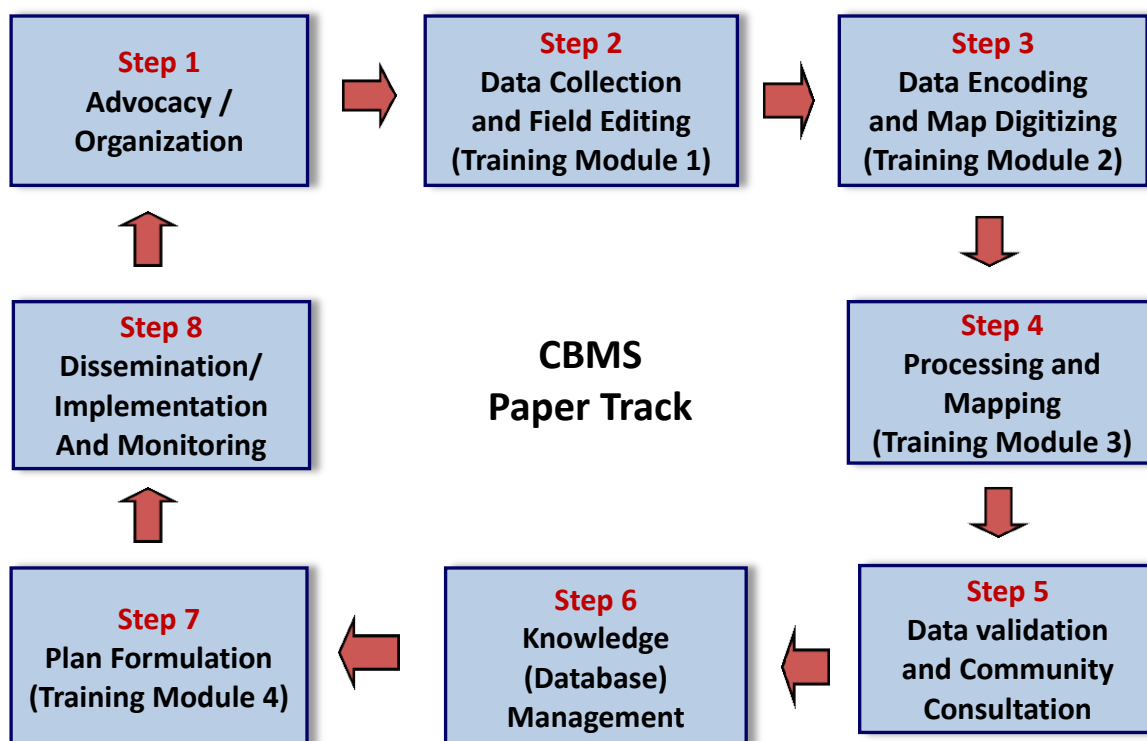 Step 1
Advocacy /
Organization
Step 2
Data Collection
and Field Editing
(Training Module 1)
Step 3
Data Encoding
and Map Digitizing
(Training Module 2)
Step 8
Dissemination/
Implementation
And Monitoring
CBMS
Paper Track
Step 4
Processing and
Mapping
(Training Module 3)
Step 7
Plan Formulation
(Training Module 4)
Step 6
Knowledge
(Database)
Management
Step 5
Data validation
and Community
Consultation